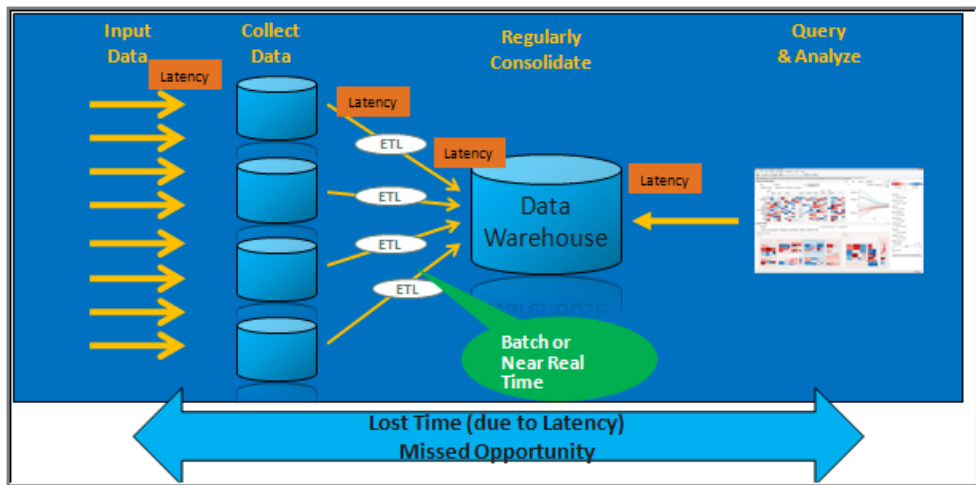 Input
Data
Collect
Data
Regularly
Consolidate
Query
& Analyze
Latency
Latency
Latency
Latency
ETL
ETL
ETL
ETL
Data
Warehouse
Batch or
Near Real
Time
Lost Time (due to Latency)
Missed Opportunity